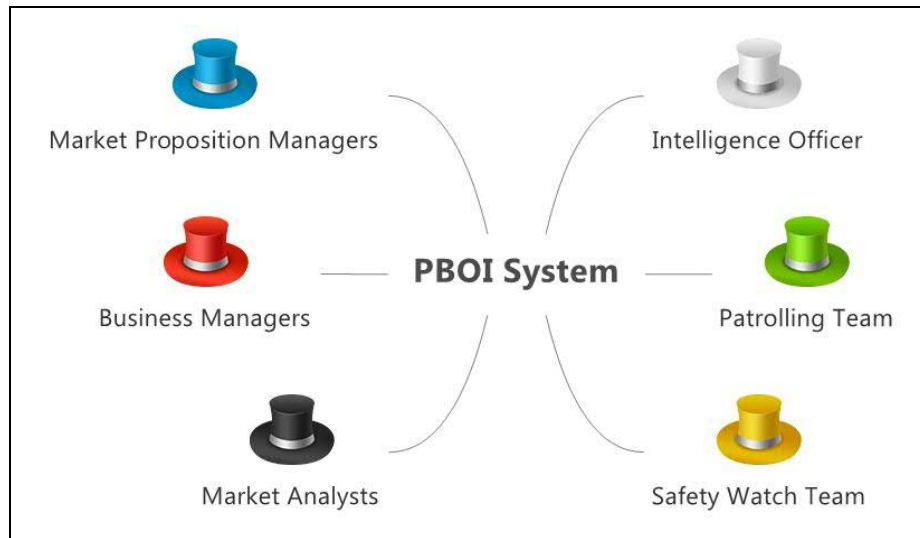 Market Proposition Managers
Intelligence Officer
Business Managers
PBOI System
Patrolling Team
Market Analysts
Safety Watch Team